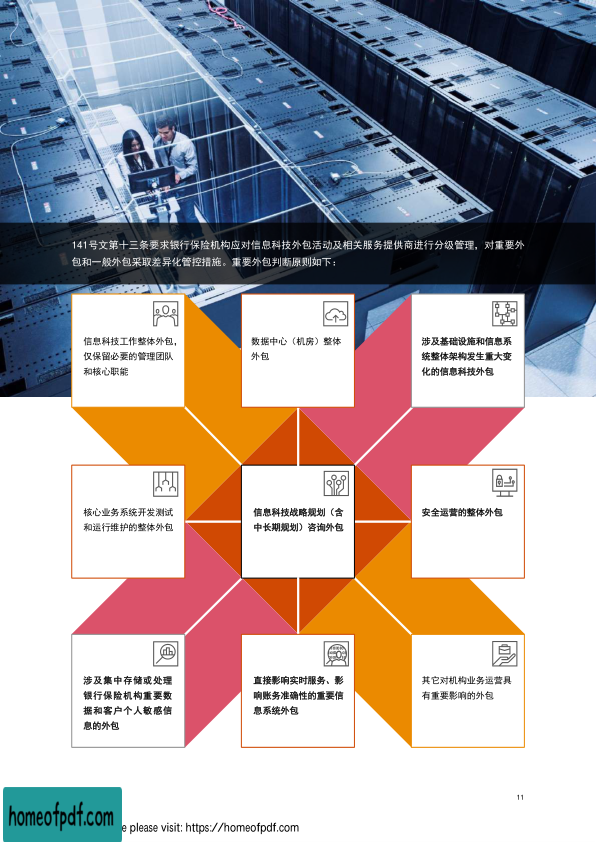 141号文第十三条要求银行保险机构应对信息科技外包活动及相关服务提供商进行分级管理，对重要外
包和一般外包采取差异化管控措施。重要外包判断原则如下：
信息科技工作整体外包，
仅保留必要的管理团队
和核心职能
数据中心（机房）整体
外包
涉及基础设施和信息系
统整体架构发生重大变
化的信息科技外包
核心业务系统开发测试
和运行维护的整体外包
信息科技战略规划（含
中长期规划）咨询外包
安全运营的整体外包
涉及集中存储或处理
银行保险机构重要数
据和客户个人敏感信
息的外包
直接影响实时服务、影
响账务准确性的重要信
息系统外包
其它对机构业务运营具
有重要影响的外包
11
homeofpdf.com
e please visit: https://homeofpdf.com